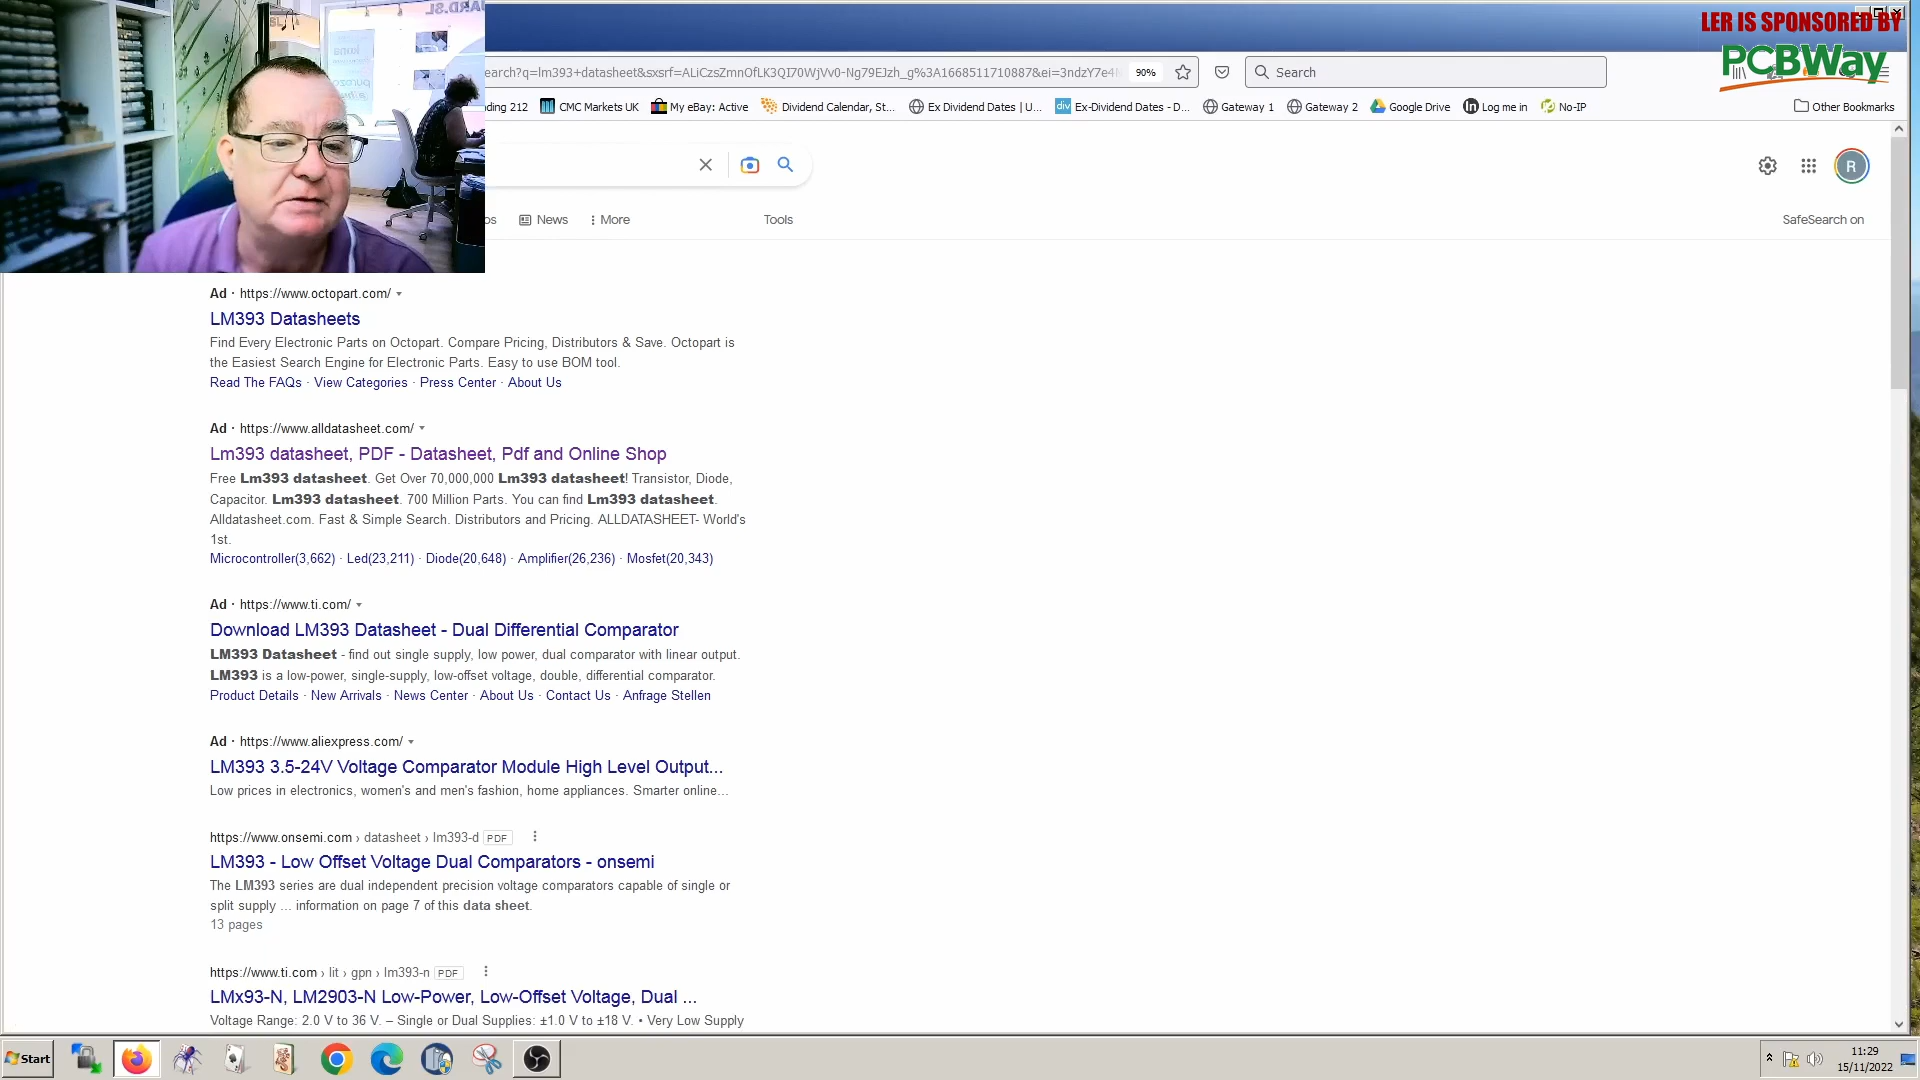 LER IS SPONSORED BY
PCBWay
earch?q=lm393+datasheet&sxsrf=ALiCzsZmnOfLK3QI70WjVv0-Ng79EJzh_g%3A1668511710887&ei=3ndzY7e4
90%
Search
ding 212
CMC Markets UK
My eBay: Active
Dividend Calendar, St...
Ex Dividend Dates | U...
Ex-Dividend Dates - D...
Gateway 1
Gateway 2
Google Drive
Log me in
No-IP
Other Bookmarks
R
os
News
More
Tools
SafeSearch on
Ad · https://www.octopart.com/
LM393 Datasheets
Find Every Electronic Parts on Octopart. Compare Pricing, Distributors & Save. Octopart is
the Easiest Search Engine for Electronic Parts. Easy to use BOM tool.
Read The FAQs · View Categories · Press Center · About Us
Ad · https://www.alldatasheet.com/
Lm393 datasheet, PDF - Datasheet, Pdf and Online Shop
Free Lm393 datasheet. Get Over 70,000,000 Lm393 datasheet! Transistor, Diode,
Capacitor. Lm393 datasheet. 700 Million Parts. You can find Lm393 datasheet.
Alldatasheet.com. Fast & Simple Search. Distributors and Pricing. ALLDATASHEET- World's
1st.
Microcontroller(3,662) · Led(23,211) · Diode(20,648) · Amplifier(26,236) · Mosfet(20,343)
Ad · https://www.ti.com/
Download LM393 Datasheet - Dual Differential Comparator
LM393 Datasheet - find out single supply, low power, dual comparator with linear output.
LM393 is a low-power, single-supply, low-offset voltage, double, differential comparator.
Product Details · New Arrivals · News Center · About Us · Contact Us · Anfrage Stellen
Ad · https://www.aliexpress.com/
LM393 3.5-24V Voltage Comparator Module High Level Output...
Low prices in electronics, women's and men's fashion, home appliances. Smarter online...
https://www.onsemi.com › datasheet › lm393-d PDF
LM393 - Low Offset Voltage Dual Comparators - onsemi
The LM393 series are dual independent precision voltage comparators capable of single or
split supply ... information on page 7 of this data sheet.
13 pages
https://www.ti.com › lit › gpn › lm393-n PDF
LMx93-N, LM2903-N Low-Power, Low-Offset Voltage, Dual ...
Voltage Range: 2.0 V to 36 V. – Single or Dual Supplies: ±1.0 V to ±18 V. • Very Low Supply
Start
11:29
15/11/2022